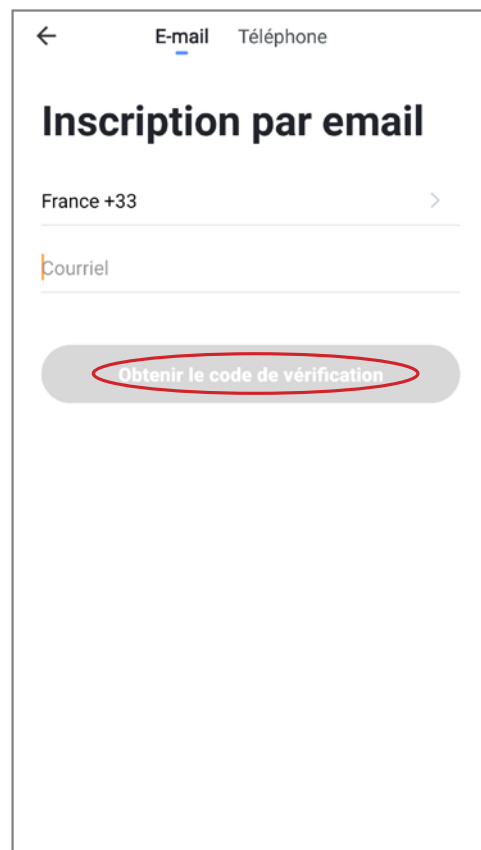 E-mail Téléphone
Inscription par email
France +33
Courriel
Obtenir le code de vérification